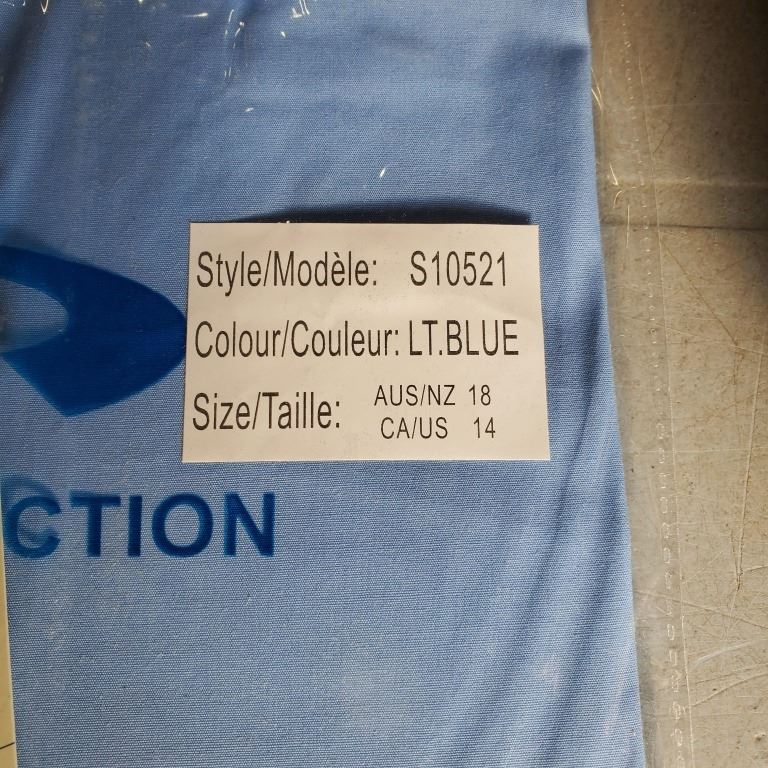 Style/Modèle: S10521
Colour/Couleur: LT.BLUE
Size/Taille: AUS/NZ 18
CA/US 14
CTION